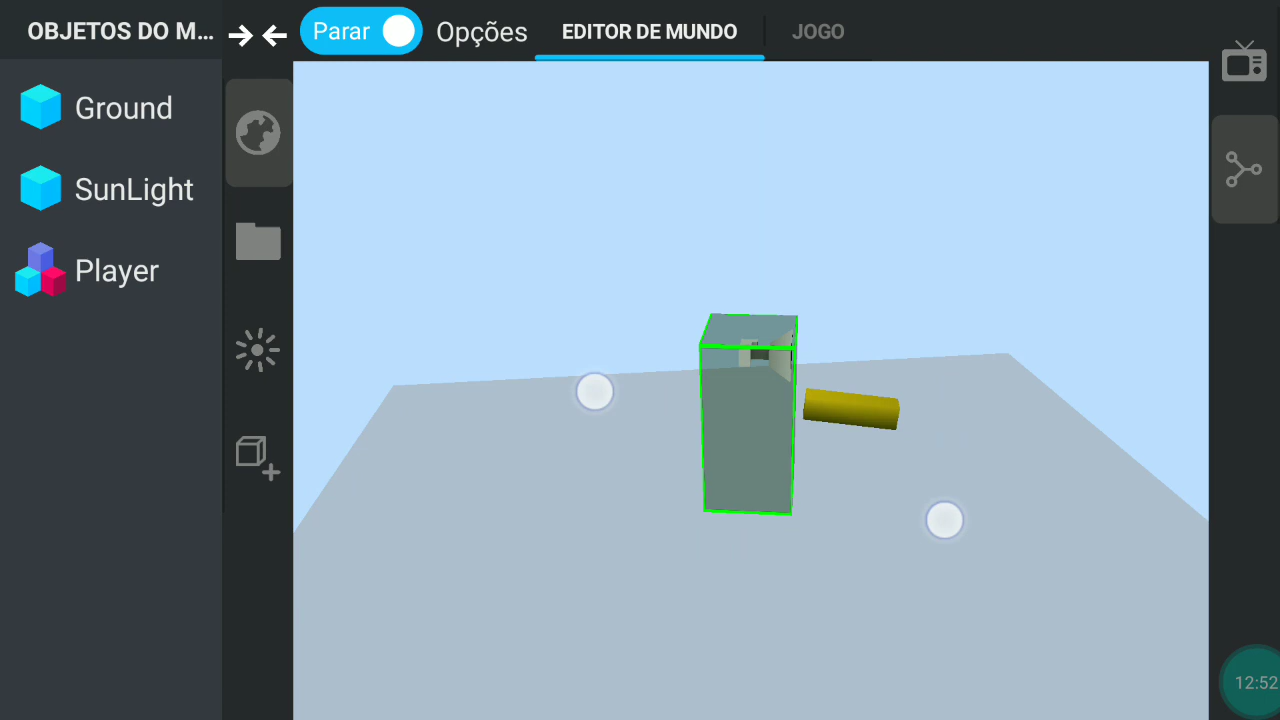 OBJETOS DO M...
Parar
Opções
EDITOR DE MUNDO
JOGO
Ground
SunLight
Player
12:52